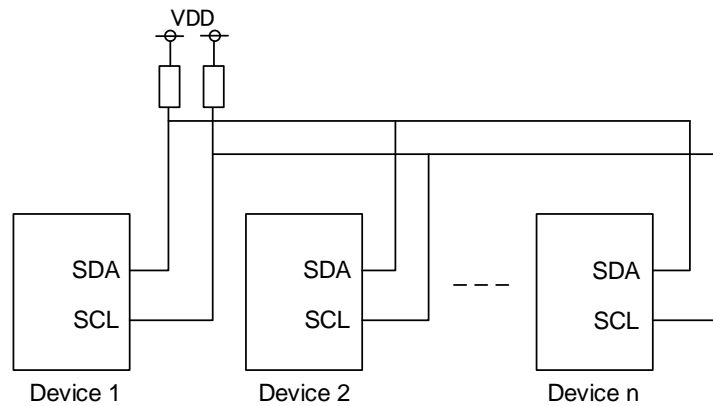 VDD
SDA
SCL
Device 1
SDA
SCL
Device 2
SDA
SCL
Device n